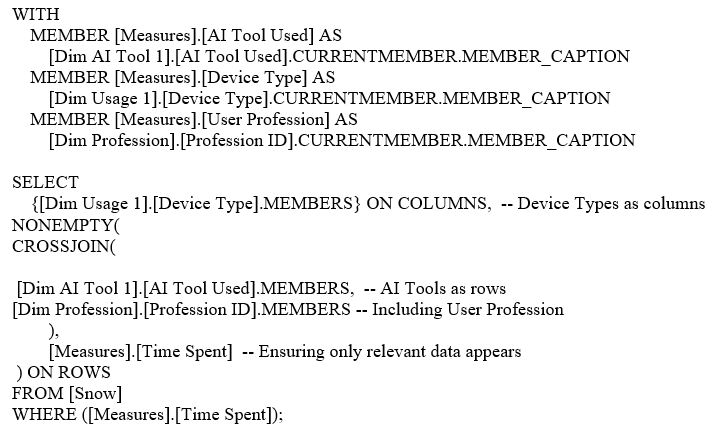 WITH
MEMBER [Measures].[AI Tool Used] AS
[Dim AI Tool 1].[AI Tool Used].CURRENTMEMBER.MEMBER_CAPTION
MEMBER [Measures].[Device Type] AS
[Dim Usage 1].[Device Type].CURRENTMEMBER.MEMBER_CAPTION
MEMBER [Measures].[User Profession] AS
[Dim Profession].[Profession ID].CURRENTMEMBER.MEMBER_CAPTION
SELECT
{[Dim Usage 1].[Device Type].MEMBERS} ON COLUMNS,  -- Device Types as columns
NONEMPTY(
CROSSJOIN(
[Dim AI Tool 1].[AI Tool Used].MEMBERS,  -- AI Tools as rows
[Dim Profession].[Profession ID].MEMBERS -- Including User Profession
),
[Measures].[Time Spent]  -- Ensuring only relevant data appears
) ON ROWS
FROM [Snow]
WHERE ([Measures].[Time Spent]);